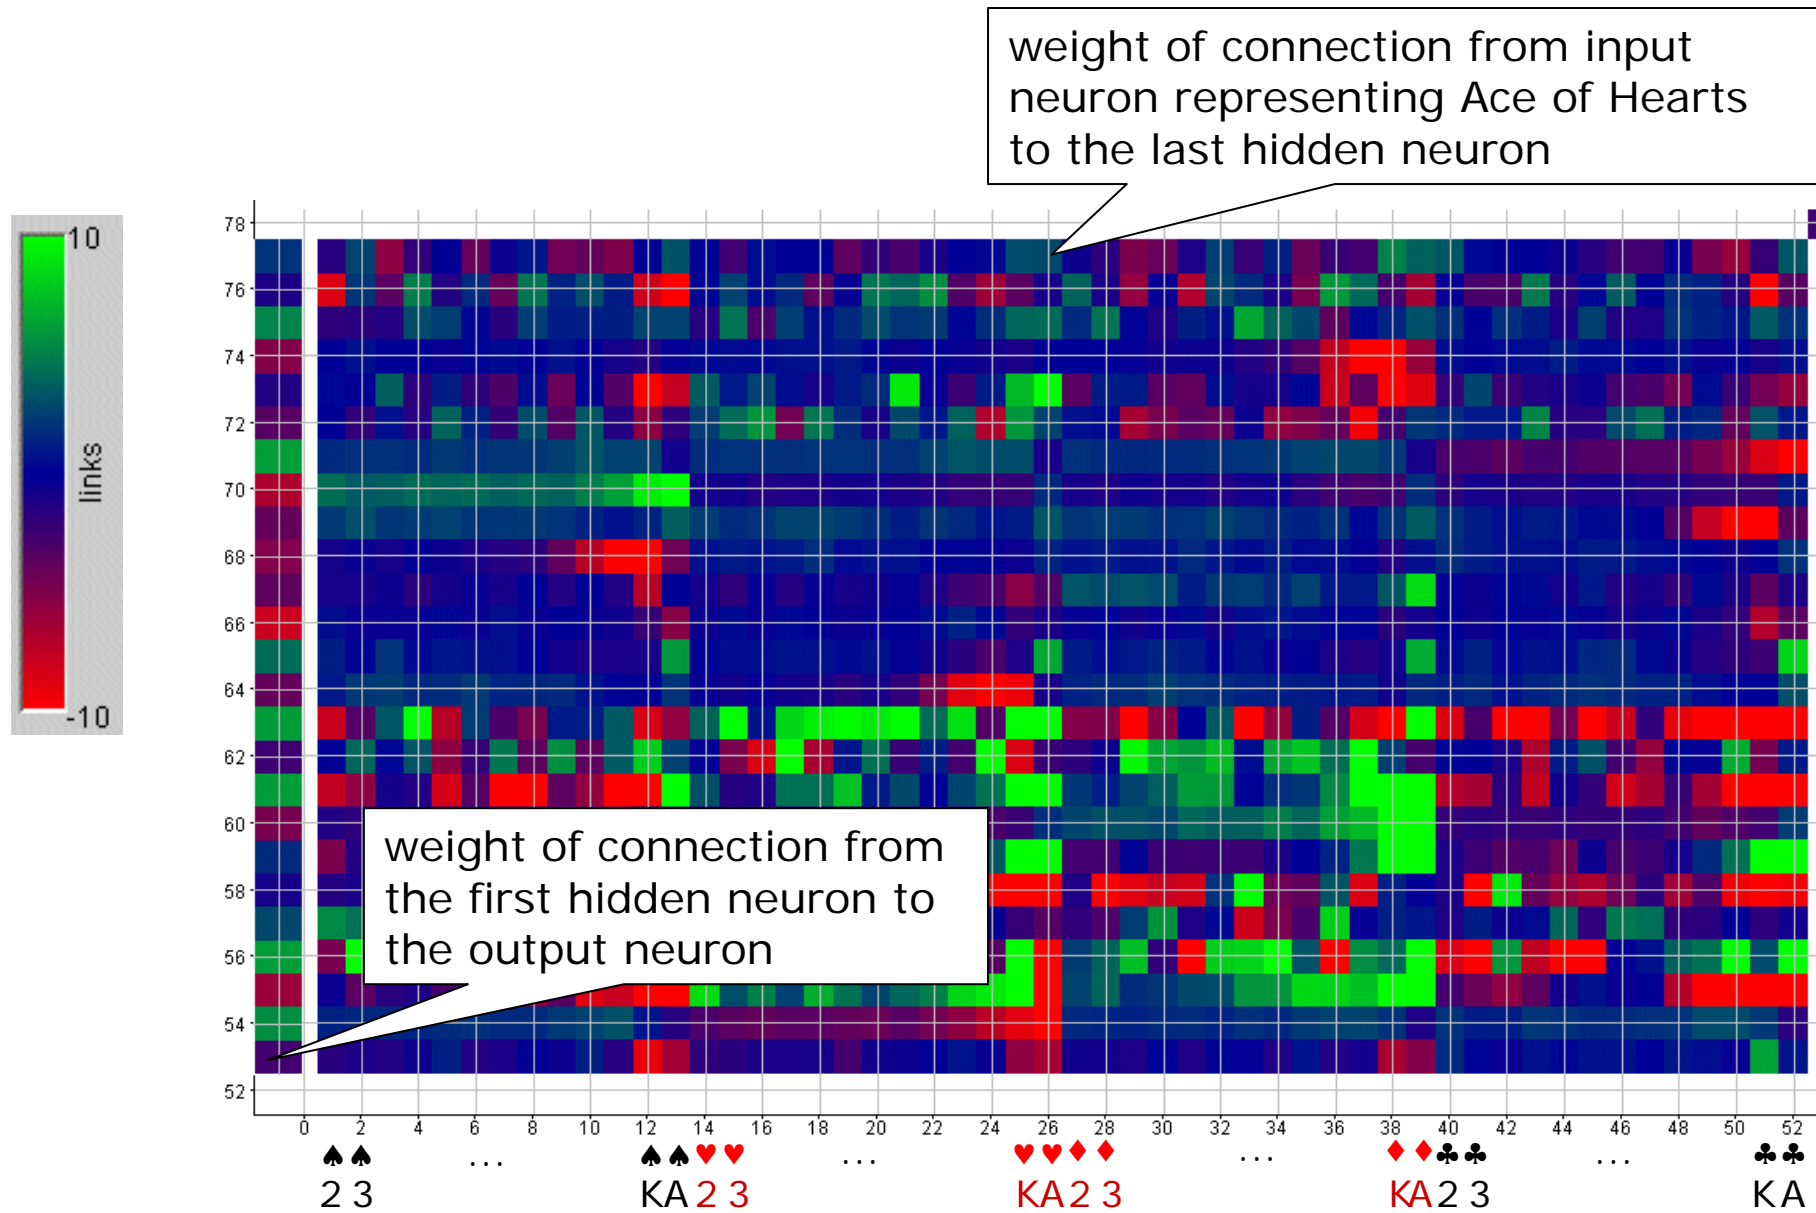 weight of connection from input
neuron representing Ace of Hearts
to the last hidden neuron
10
links
-10
78
76
74
72
70
68
66
64
62
60
58
56
54
52
weight of connection from
the first hidden neuron to
the output neuron
0 2 4 6 8 10 12 14 16 18 20 22 24 26 28 30 32 34 36 38 40 42 44 46 48 50 52
♠ ♠ ... ♠ ♠ ♥ ♥ ... ♥ ♥ ♦ ♦ ... ♦ ♦ ♣ ♣ ... ♣ ♣
2 3 K A 2 3 K A 2 3 K A 2 3 K A